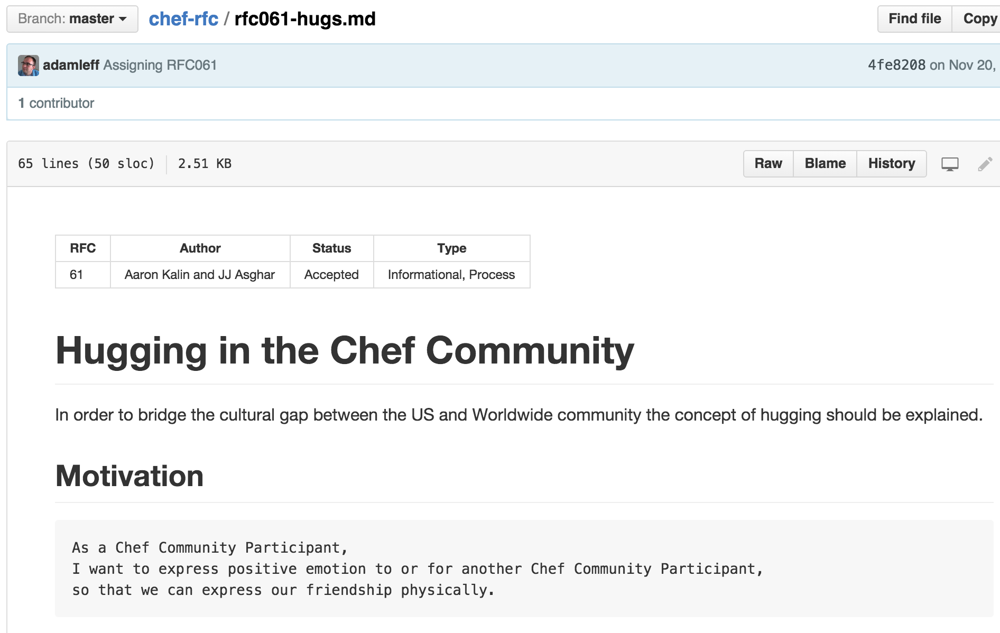 Branch: master chef-rfc / rfc061-hugs.md Find file Copy
adamleff Assigning RFC061 4fe8208 on Nov 20,
1 contributor
65 lines (50 sloc) 2.51 KB Raw Blame History
RFC Author Status Type
61 Aaron Kalin and JJ Asghar Accepted Informational, Process
Hugging in the Chef Community
In order to bridge the cultural gap between the US and Worldwide community the concept of hugging should be explained.
Motivation
As a Chef Community Participant,
I want to express positive emotion to or for another Chef Community Participant,
so that we can express our friendship physically.